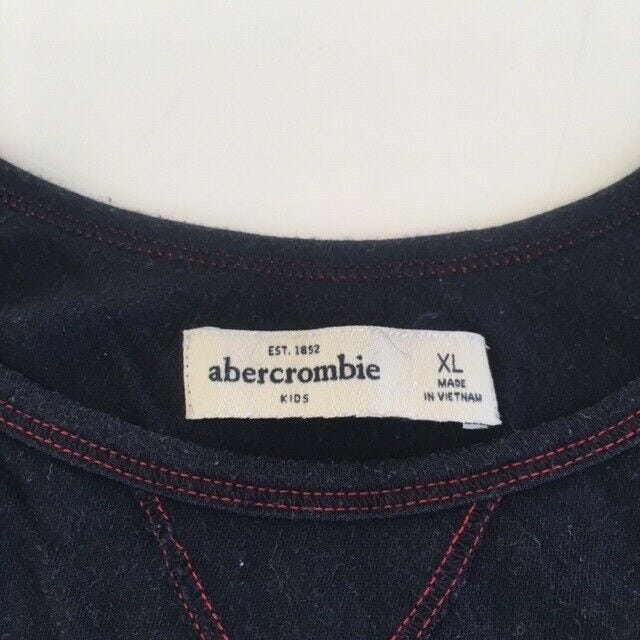 EST. 1892
abercrombie
KIDS
XL
MADE
IN VIETNAM